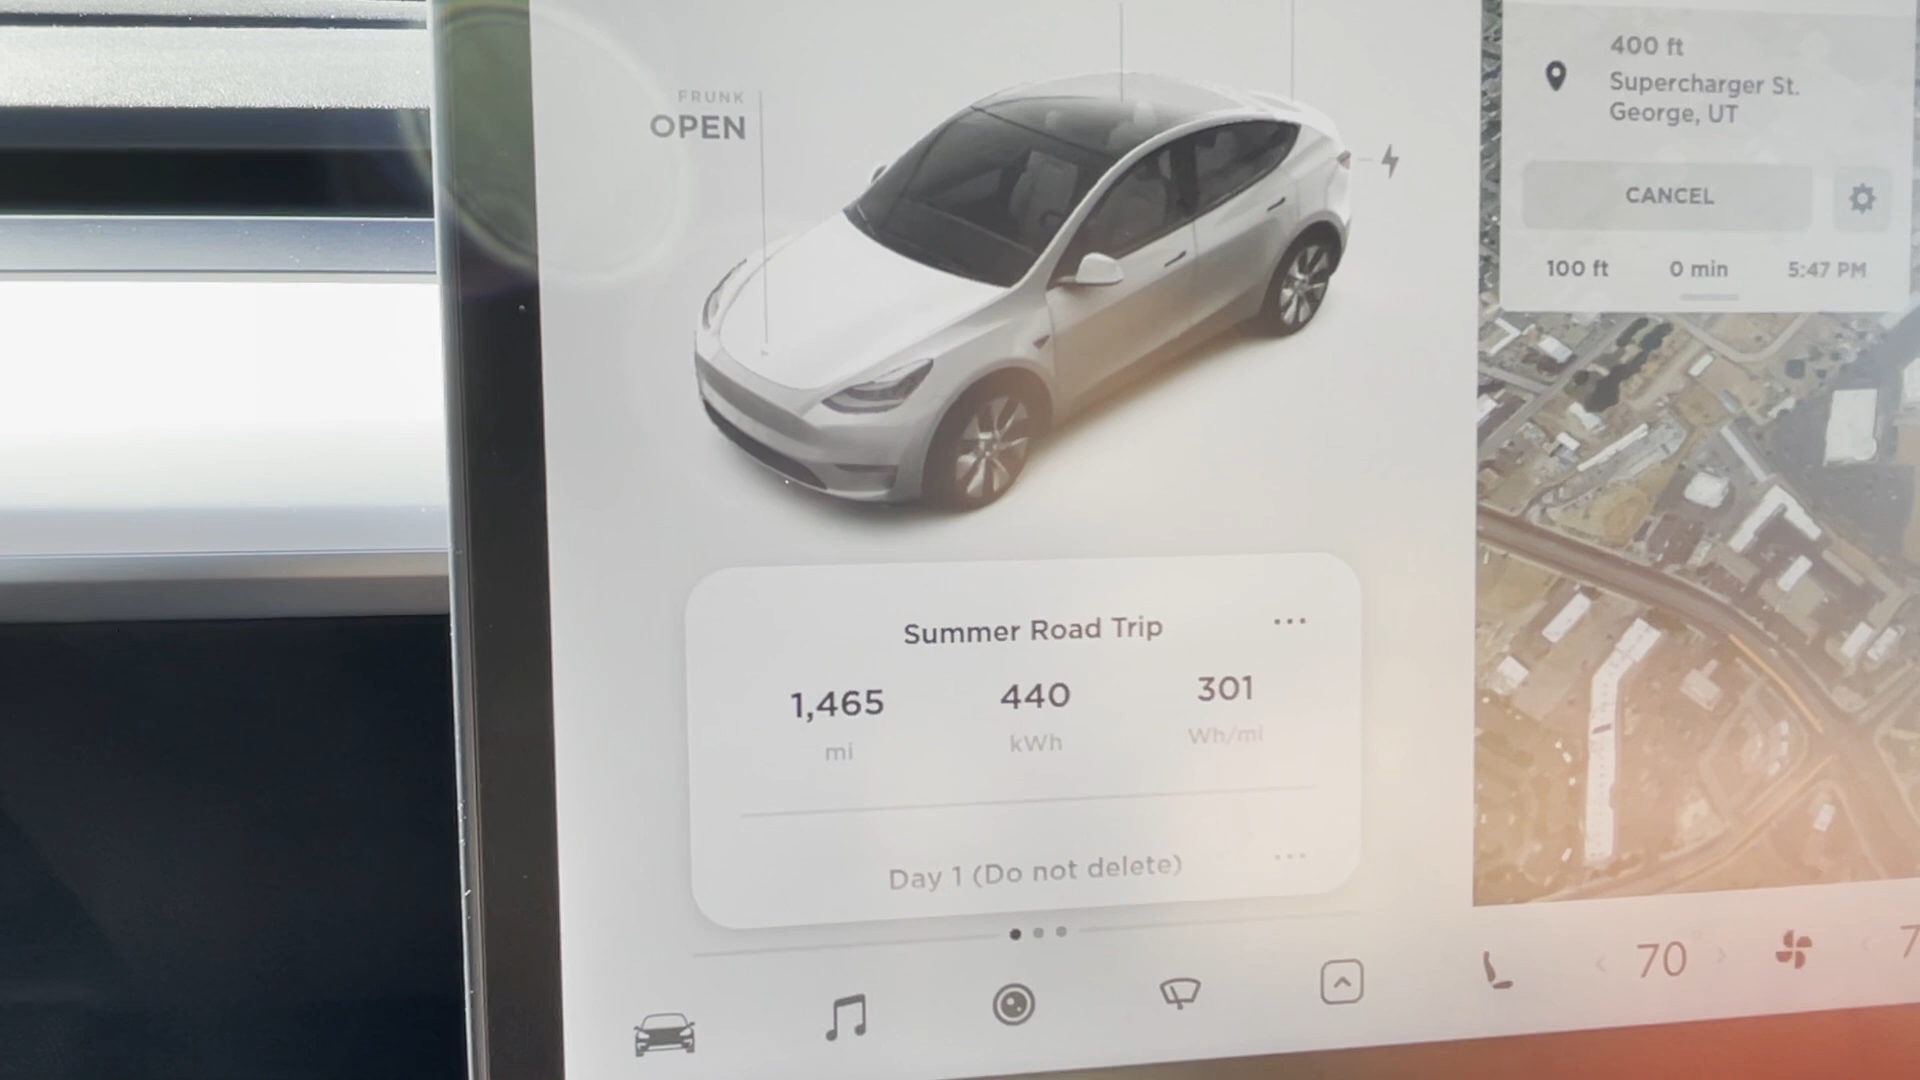 FRUNK
OPEN
400 ft
Supercharger St.
George, UT
CANCEL
100 ft 0 min 5:47 PM
Summer Road Trip
1,465 440 301
mi kWh Wh/mi
Day 1 (Do not delete)
70